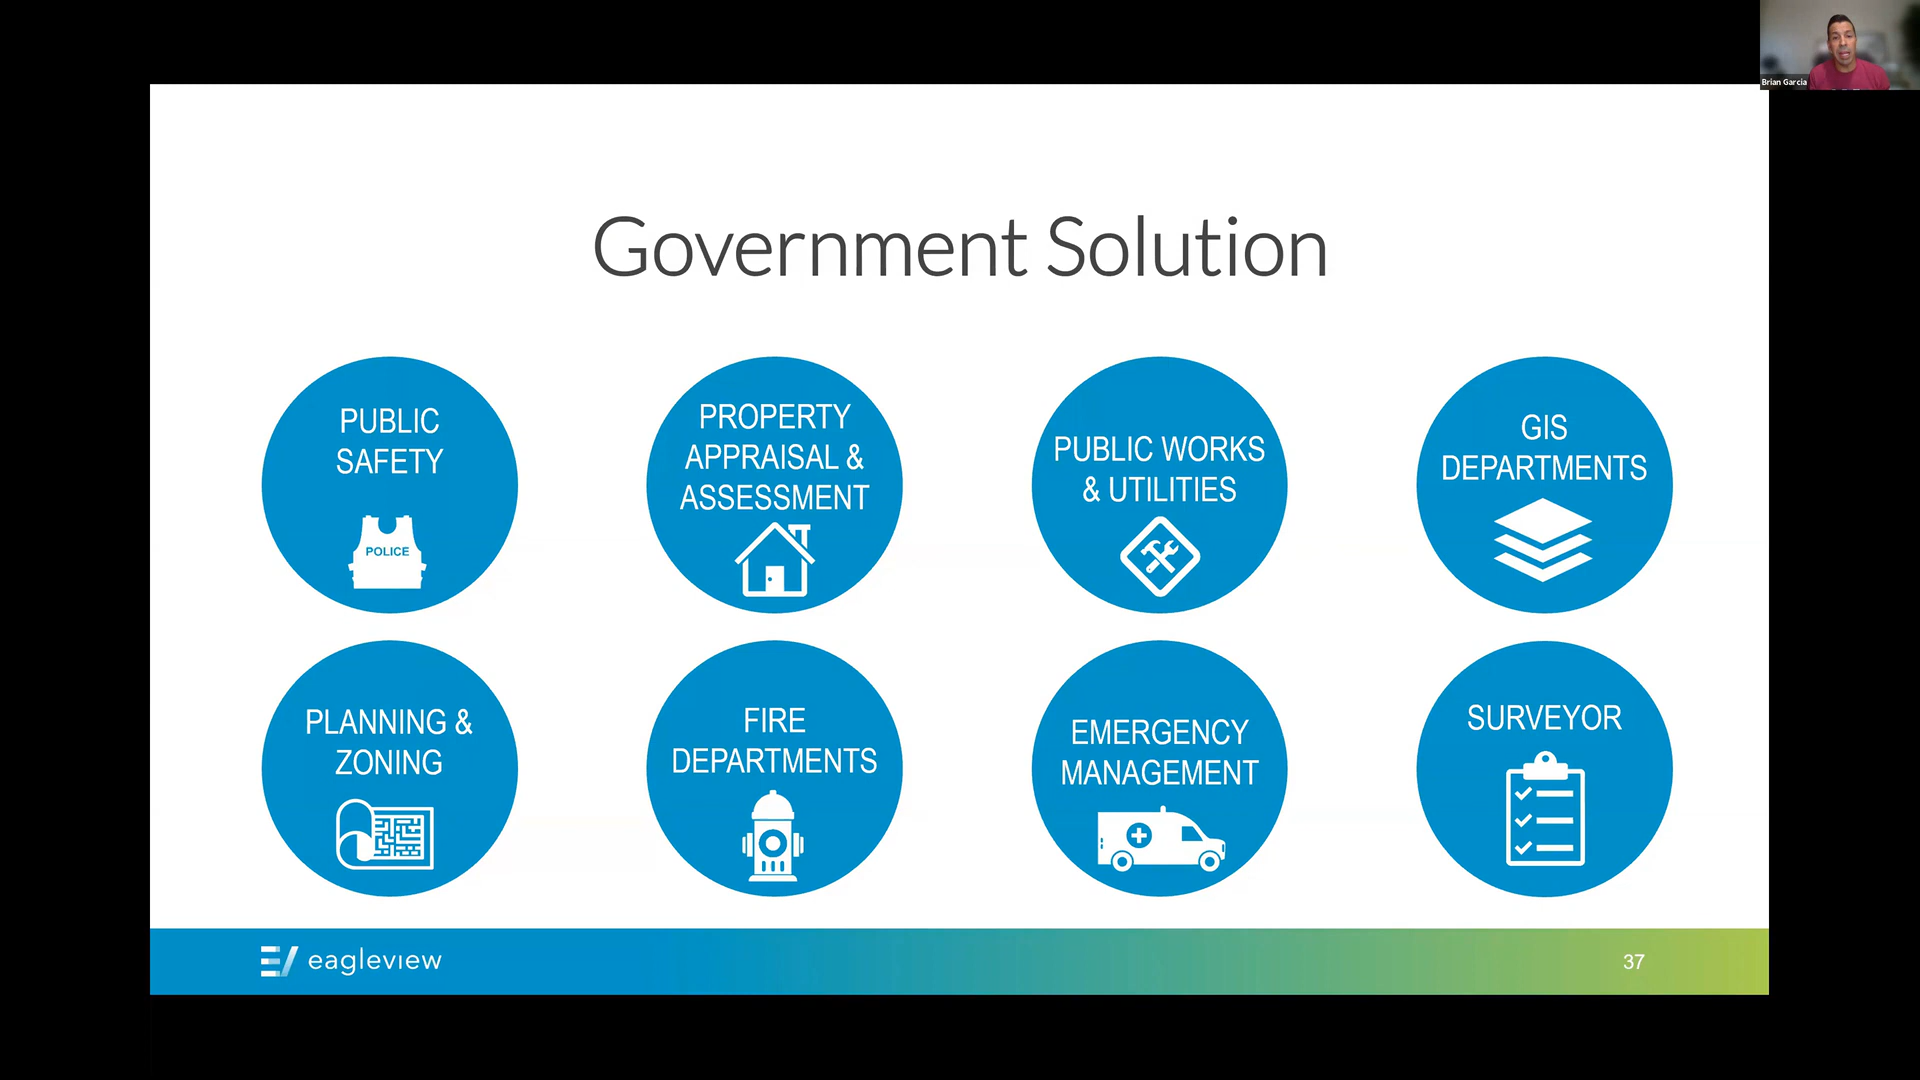 Brian Garcia
Government Solution
PUBLIC
SAFETY
POLICE
PROPERTY
APPRAISAL &
ASSESSMENT
PUBLIC WORKS
& UTILITIES
GIS
DEPARTMENTS
PLANNING &
ZONING
FIRE
DEPARTMENTS
EMERGENCY
MANAGEMENT
SURVEYOR
eagleview
37